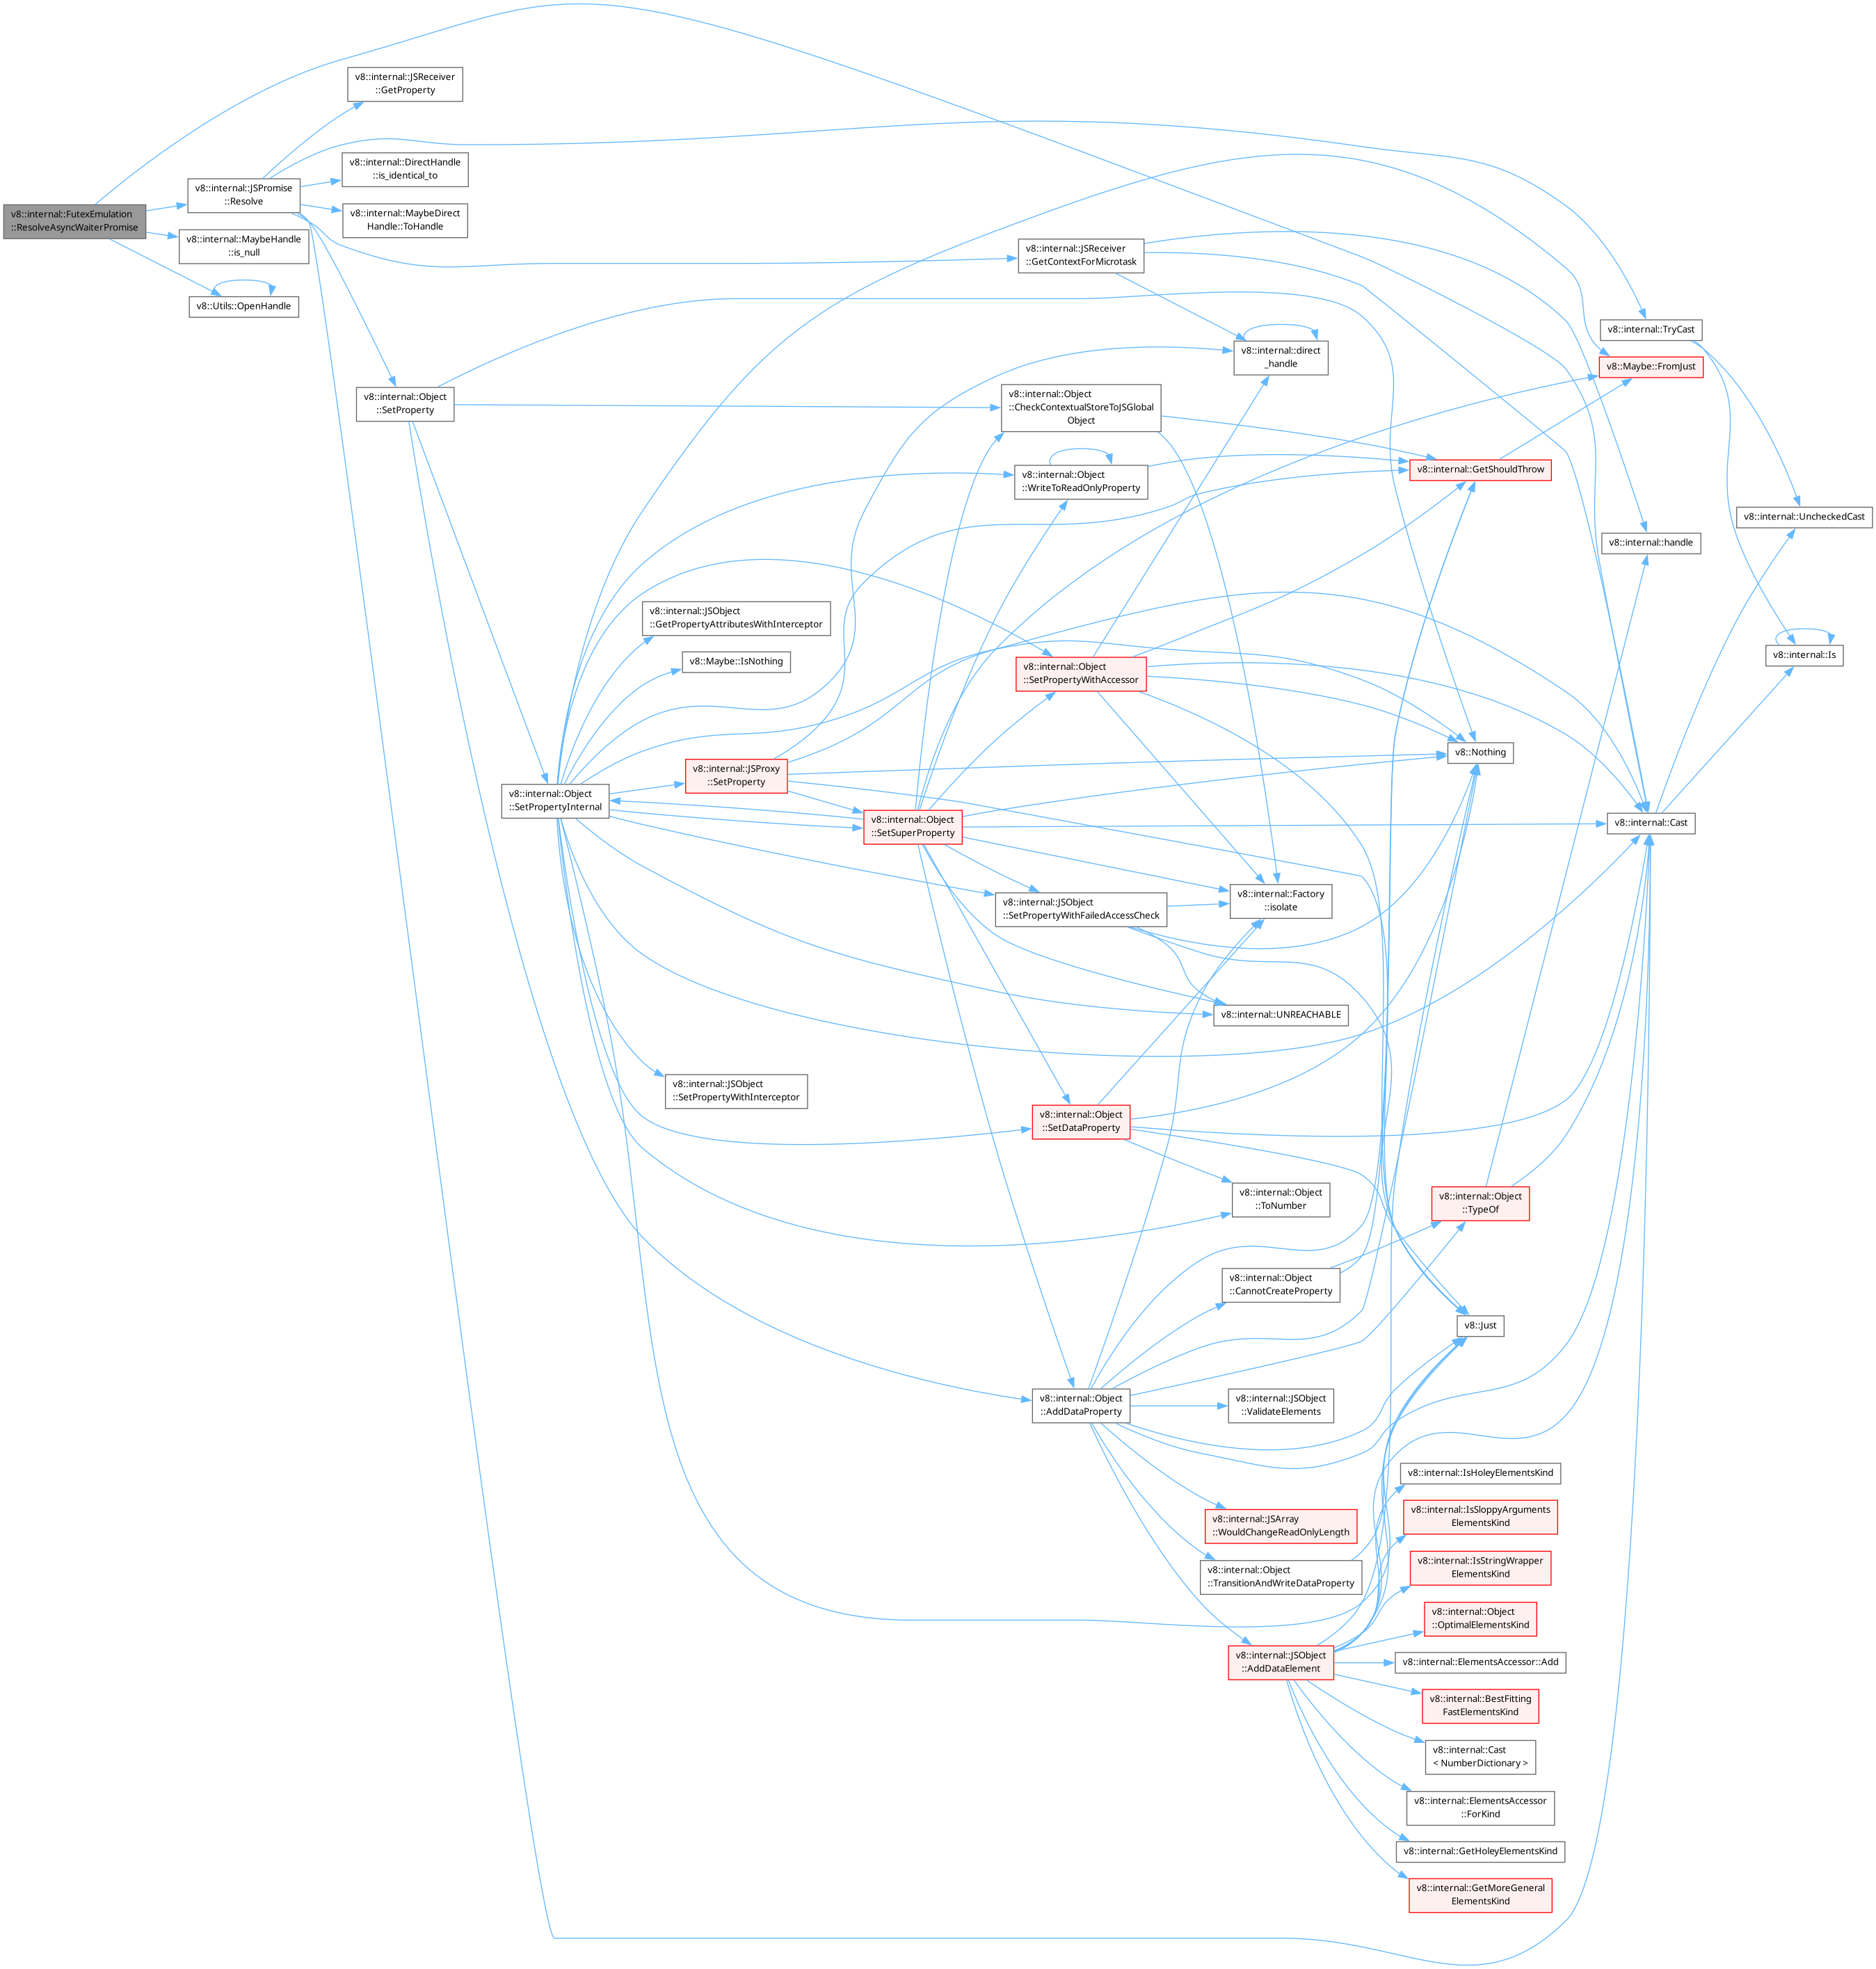 v8::internal::FutexEmulation
::ResolveAsyncWaiterPromise
v8::internal::JSPromise
::Resolve
v8::internal::MaybeHandle
::is_null
v8::Utils::OpenHandle
v8::internal::JSReceiver
::GetProperty
v8::internal::DirectHandle
::is_identical_to
v8::internal::MaybeDirect
Handle::ToHandle
v8::internal::Object
::SetProperty
v8::internal::Object
::SetPropertyInternal
v8::internal::JSObject
::GetPropertyAttributesWithInterceptor
v8::Maybe::IsNothing
v8::internal::JSProxy
::SetProperty
v8::internal::JSObject
::SetPropertyWithInterceptor
v8::internal::Object
::SetSuperProperty
v8::internal::JSReceiver
::GetContextForMicrotask
v8::internal::Object
::CheckContextualStoreToJSGlobal
Object
v8::internal::Object
::WriteToReadOnlyProperty
v8::internal::Object
::SetPropertyWithAccessor
v8::internal::JSObject
::SetPropertyWithFailedAccessCheck
v8::internal::Object
::SetDataProperty
v8::internal::Object
::AddDataProperty
v8::internal::direct
_handle
v8::internal::Factory
::isolate
v8::internal::UNREACHABLE
v8::internal::Object
::ToNumber
v8::internal::Object
::CannotCreateProperty
v8::internal::JSObject
::ValidateElements
v8::internal::JSArray
::WouldChangeReadOnlyLength
v8::internal::Object
::TransitionAndWriteDataProperty
v8::internal::JSObject
::AddDataElement
v8::internal::GetShouldThrow
v8::Nothing
v8::internal::Object
::TypeOf
v8::Just
v8::internal::IsHoleyElementsKind
v8::internal::IsSloppyArguments
ElementsKind
v8::internal::IsStringWrapper
ElementsKind
v8::internal::Object
::OptimalElementsKind
v8::internal::ElementsAccessor::Add
v8::internal::BestFitting
FastElementsKind
v8::internal::Cast
< NumberDictionary >
v8::internal::ElementsAccessor
::ForKind
v8::internal::GetHoleyElementsKind
v8::internal::GetMoreGeneral
ElementsKind
v8::internal::TryCast
v8::Maybe::FromJust
v8::internal::handle
v8::internal::Cast
v8::internal::UncheckedCast
v8::internal::Is